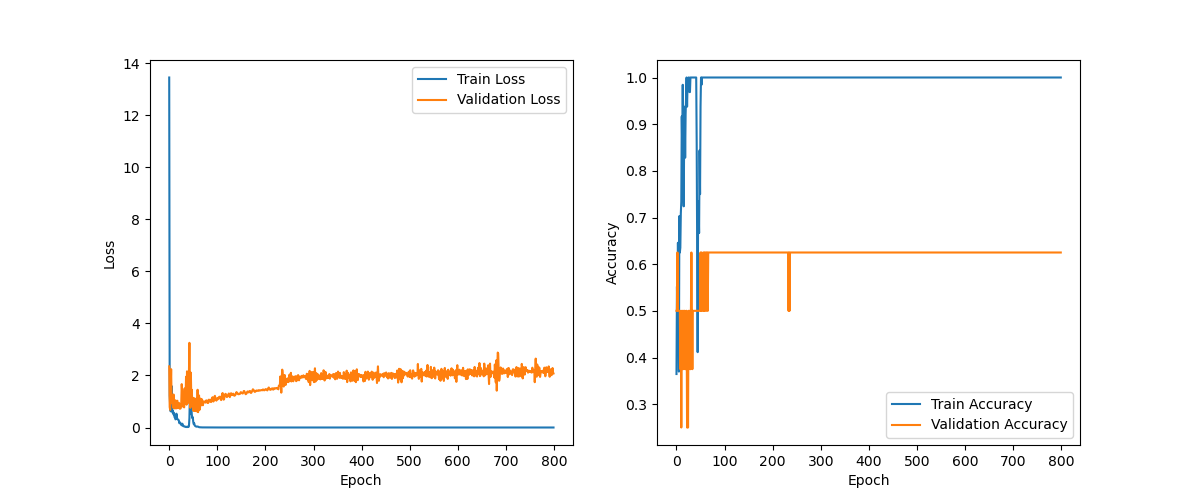 14
12
10
8
6
4
2
0
Loss
0 100 200 300 400 500 600 700 800
Epoch
Train Loss
Validation Loss
1.0
0.9
0.8
0.7
0.6
0.5
0.4
0.3
Accuracy
0 100 200 300 400 500 600 700 800
Epoch
Train Accuracy
Validation Accuracy